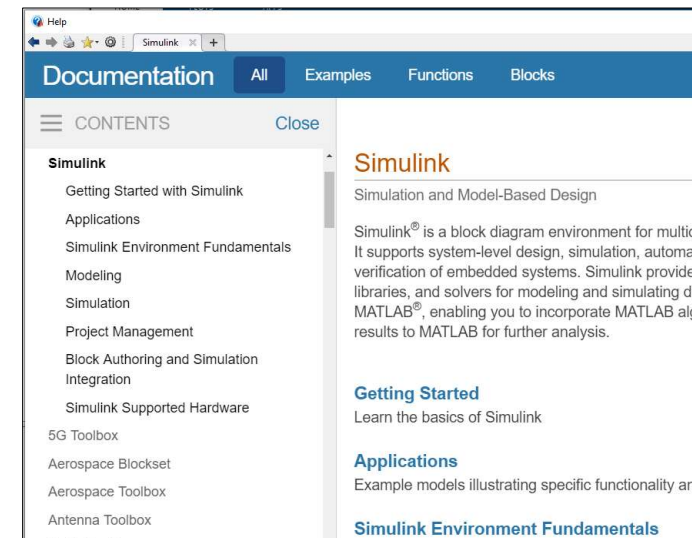 Help
Simulink
Documentation All Examples Functions Blocks
CONTENTS Close
Simulink
Getting Started with Simulink
Applications
Simulink Environment Fundamentals
Modeling
Simulation
Project Management
Block Authoring and Simulation
Integration
Simulink Supported Hardware
5G Toolbox
Aerospace Blockset
Aerospace Toolbox
Antenna Toolbox
Simulink
Simulation and Model-Based Design
Simulink® is a block diagram environment for
It supports system-level design, simulation,
verification of embedded systems. Simulink
libraries, and solvers for modeling and simulating
MATLAB®, enabling you to incorporate MATLAB
results to MATLAB for further analysis.
Getting Started
Learn the basics of Simulink
Applications
Example models illustrating specific functionality
Simulink Environment Fundamentals